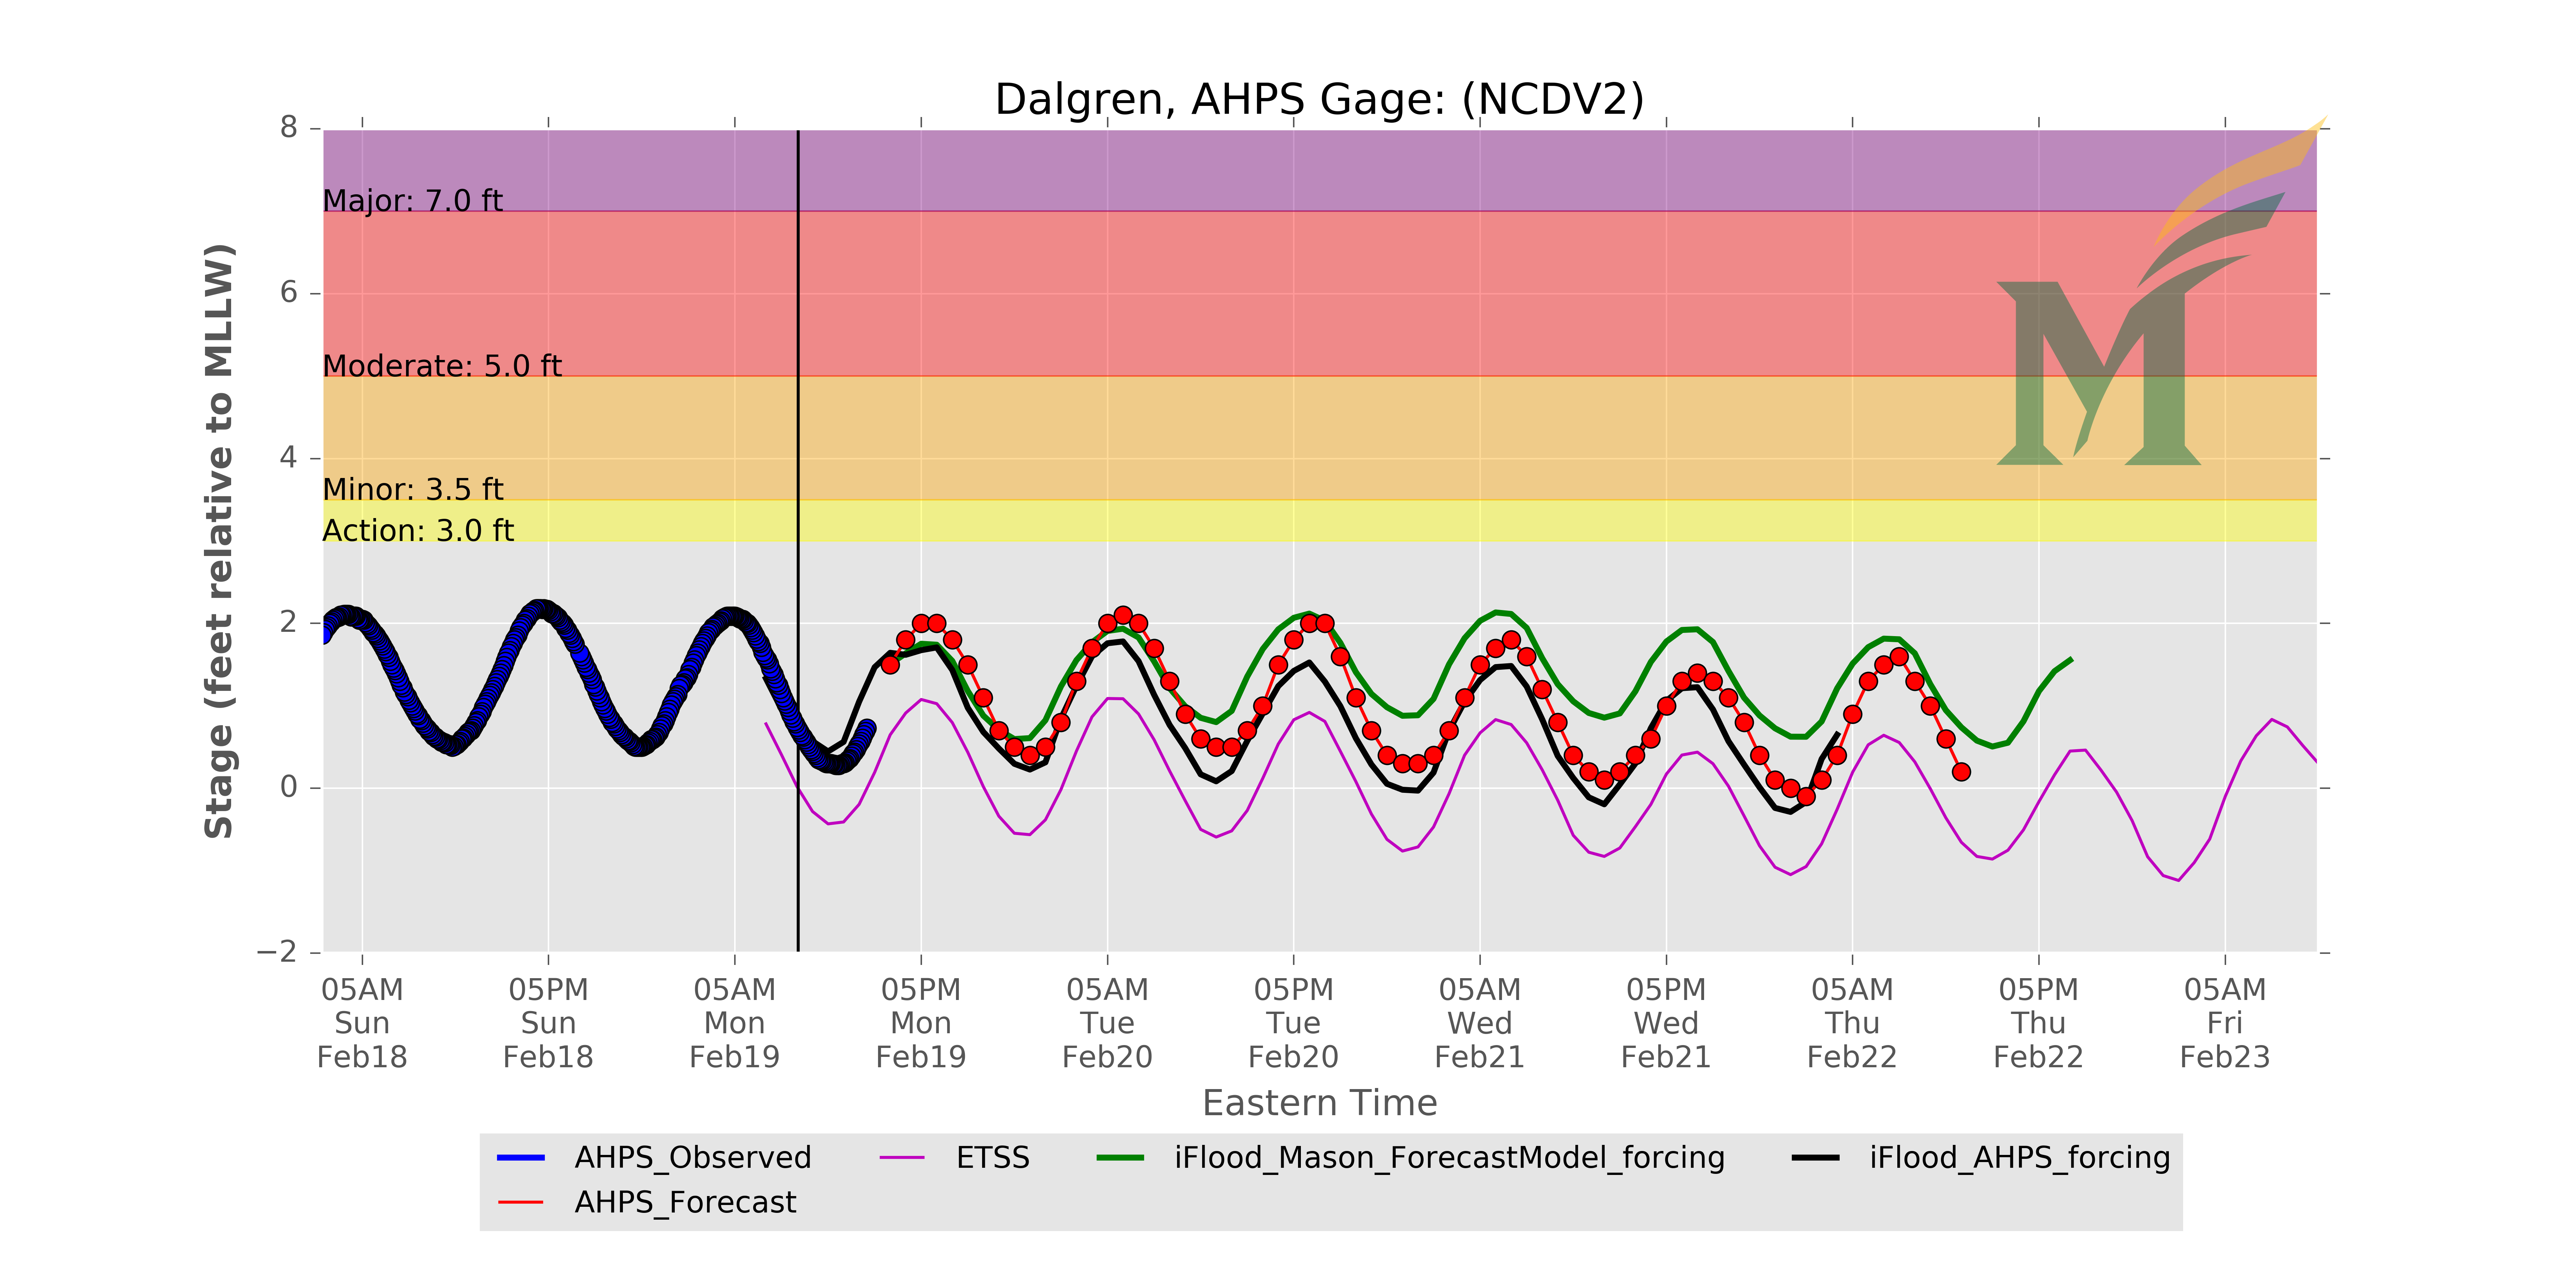 Dalgren, AHPS Gage: (NCDV2)
Stage (feet relative to MLLW)
8
6
4
2
0
−2
Major: 7.0 ft
Moderate: 5.0 ft
Minor: 3.5 ft
Action: 3.0 ft
05AM 05PM 05AM 05PM 05AM 05PM 05AM 05PM 05AM 05PM 05AM
Sun Sun Mon Mon Tue Tue Wed Wed Thu Thu Fri
Feb18 Feb18 Feb19 Feb19 Feb20 Feb20 Feb21 Feb21 Feb22 Feb22 Feb23
Eastern Time
AHPS_Observed ETSS iFlood_Mason_ForecastModel_forcing iFlood_AHPS_forcing
AHPS_Forecast
M